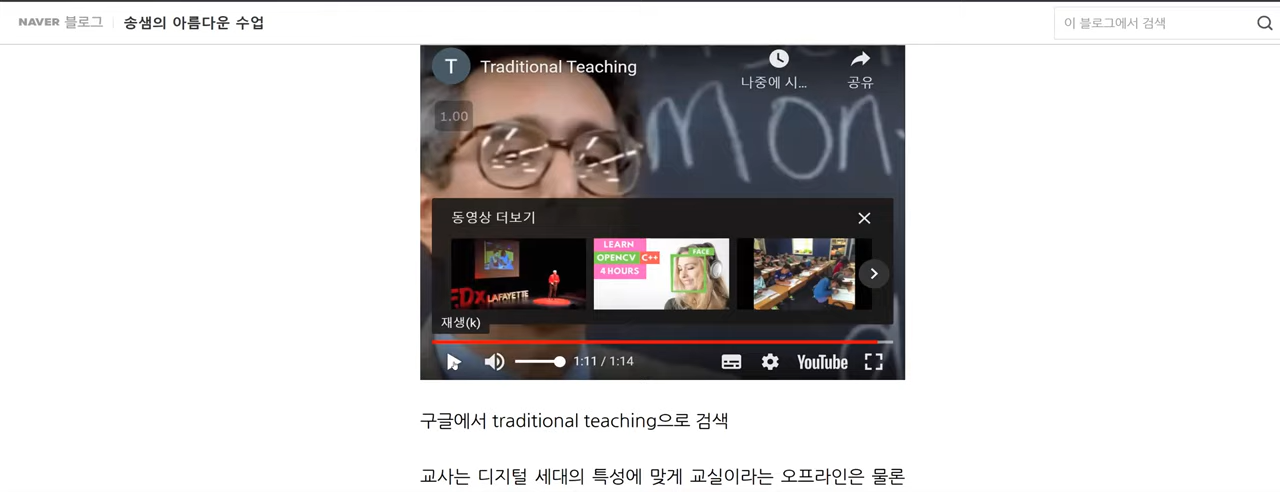 NAVER 블로그 송샘의 아름다운 수업 이 블로그에서 검색
T Traditional Teaching 나중에 시... 공유
1.00
mon
동영상 더보기
LEARN
OPENCV C++
4 HOURS
FACE
EDx
LAFAYETTE
재생(k)
1:11 / 1:14 YouTube
구글에서 traditional teaching으로 검색
교사는 디지털 세대의 특성에 맞게 교실이라는 오프라인은 물론